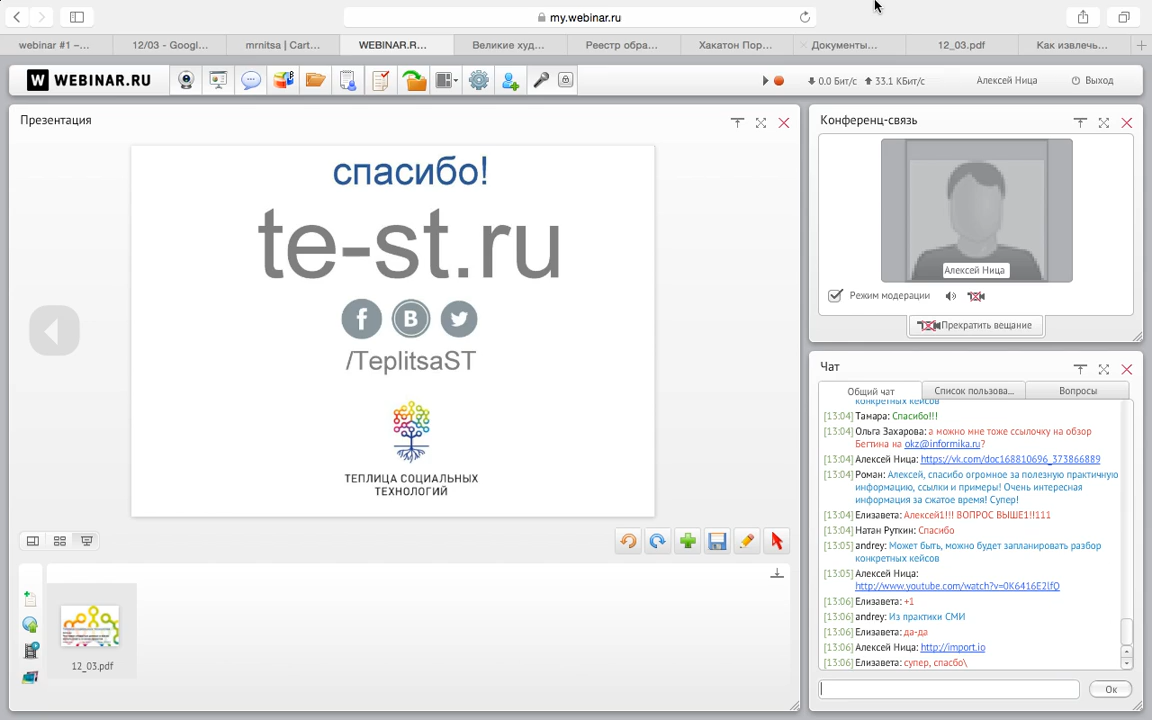 my.webinar.ru
webinar #1 –...
12/03 - Googl...
mrnitsa | Cart...
WEBINAR.R...
Великие худ...
Реестр обра...
Хакатон Пор...
Документы...
12_03.pdf
Как извлечь...
W WEBINAR.RU
0.0 Бит/с
33.1 КБит/с
Алексей Ница
Выход
Презентация
спасибо!
te-st.ru
/TeplitsaST
ТЕПЛИЦА СОЦИАЛЬНЫХ
ТЕХНОЛОГИЙ
12_03.pdf
Конференц-связь
Алексей Ница
Режим модерации
Прекратить вещание
Чат
Общий чат
Список пользова...
Вопросы
конкретных кейсов
[13:04] Тамара: Спасибо!!!
[13:04] Ольга Захарова: а можно мне тоже ссылочку на обзор
Бегтина на okz@informika.ru?
[13:04] Алексей Ница: https://vk.com/doc168810696_373866889
[13:04] Роман: Алексей, спасибо огромное за полезную практичную
информацию, ссылки и примеры! Очень интересная
информация за сжатое время! Супер!
[13:04] Елизавета: Алексей1!!! ВОПРОС ВЫШЕ1!!111
[13:04] Натан Руткин: Спасибо
[13:05] andrey: Может быть, можно будет запланировать разбор
конкретных кейсов
[13:05] Алексей Ница:
http://www.youtube.com/watch?v=0K6416E2lfO
[13:06] Елизавета: +1
[13:06] andrey: Из практики СМИ
[13:06] Елизавета: да-да
[13:06] Алексей Ница: http://import.io
[13:06] Елизавета: супер, спасбо\
Ок